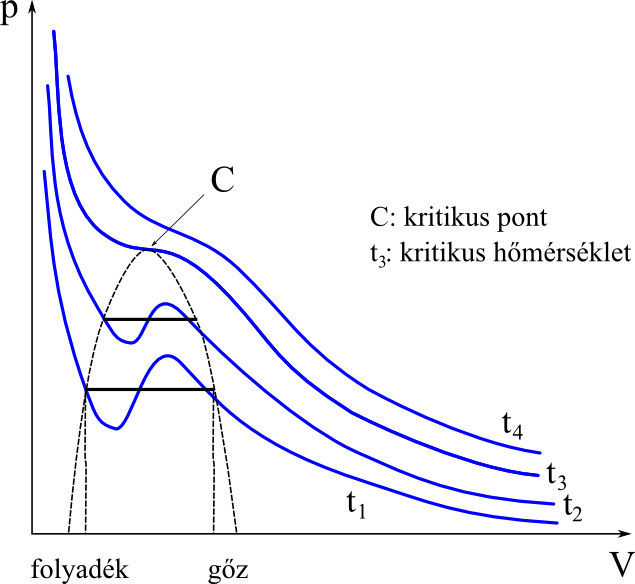 p
C
C: kritikus pont
t₃: kritikus hőmérséklet
t₄
t₃
t₂
t₁
V
folyadék
gőz